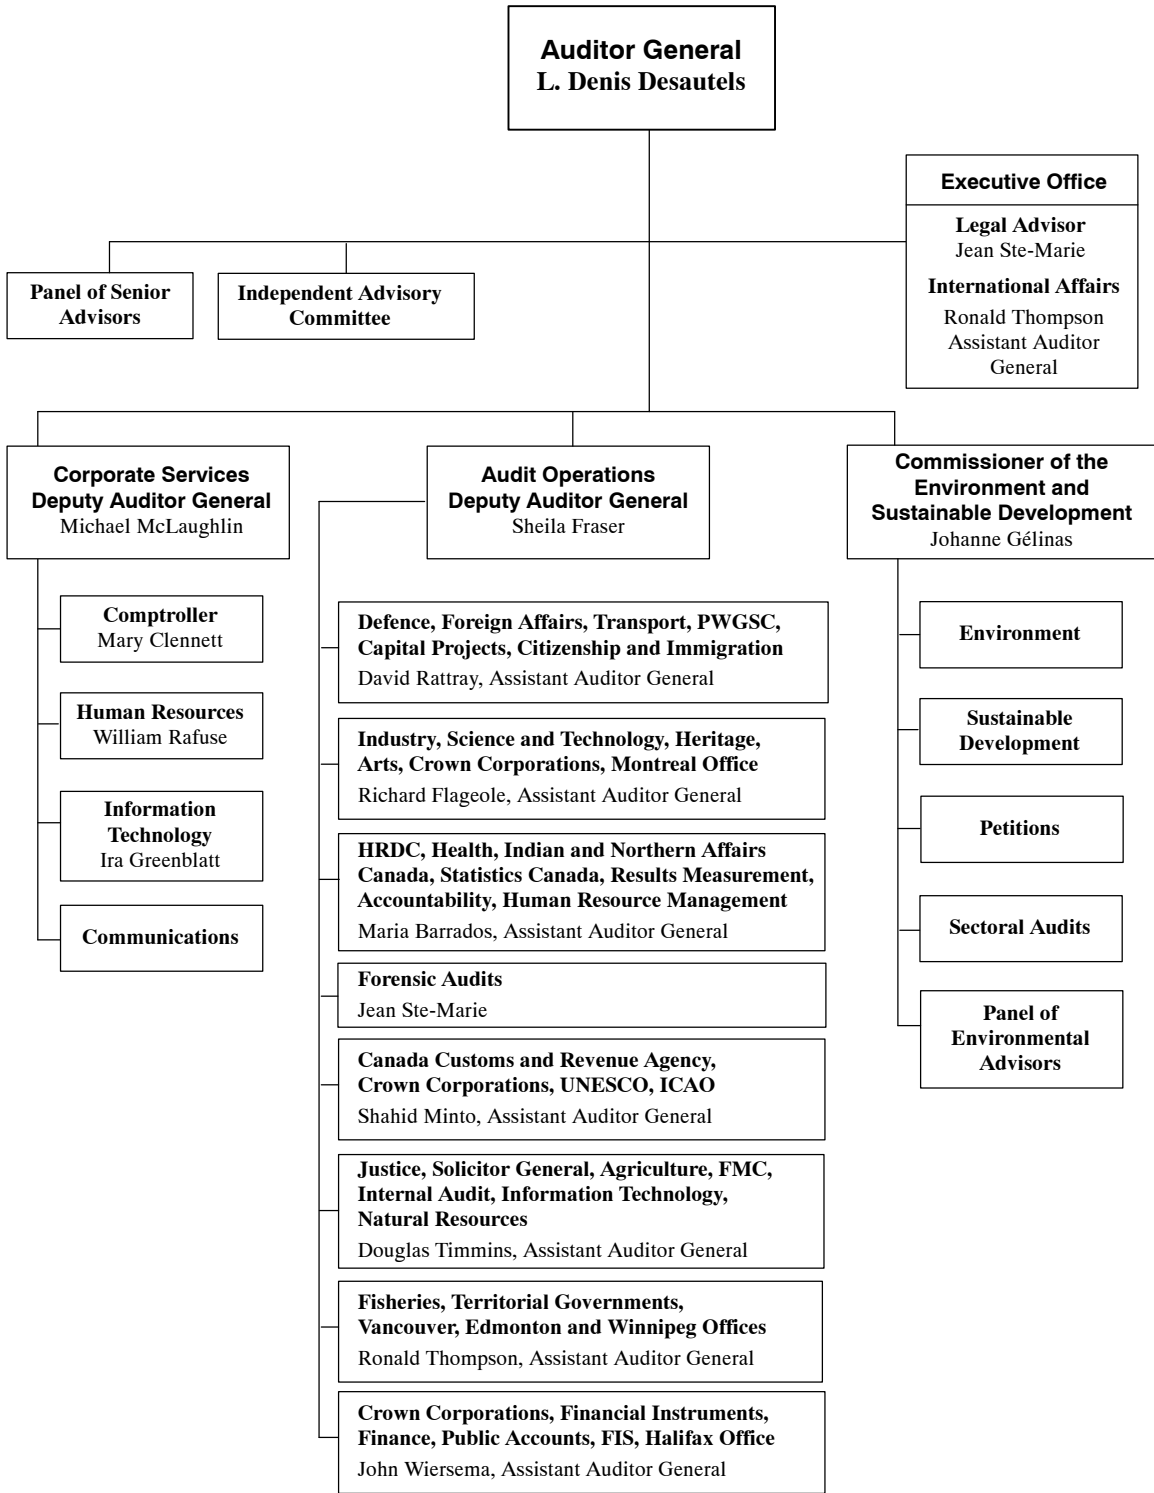 Auditor General
L. Denis Desautels
Executive Office
Legal Advisor
Jean Ste-Marie
International Affairs
Ronald Thompson
Assistant Auditor
General
Panel of Senior
Advisors
Independent Advisory
Committee
Corporate Services
Deputy Auditor General
Michael McLaughlin
Comptroller
Mary Clennett
Human Resources
William Rafuse
Information
Technology
Ira Greenblatt
Communications
Audit Operations
Deputy Auditor General
Sheila Fraser
Defence, Foreign Affairs, Transport, PWGSC,
Capital Projects, Citizenship and Immigration
David Rattray, Assistant Auditor General
Industry, Science and Technology, Heritage,
Arts, Crown Corporations, Montreal Office
Richard Flageole, Assistant Auditor General
HRDC, Health, Indian and Northern Affairs
Canada, Statistics Canada, Results Measurement,
Accountability, Human Resource Management
Maria Barrados, Assistant Auditor General
Forensic Audits
Jean Ste-Marie
Canada Customs and Revenue Agency,
Crown Corporations, UNESCO, ICAO
Shahid Minto, Assistant Auditor General
Justice, Solicitor General, Agriculture, FMC,
Internal Audit, Information Technology,
Natural Resources
Douglas Timmins, Assistant Auditor General
Fisheries, Territorial Governments,
Vancouver, Edmonton and Winnipeg Offices
Ronald Thompson, Assistant Auditor General
Crown Corporations, Financial Instruments,
Finance, Public Accounts, FIS, Halifax Office
John Wiersema, Assistant Auditor General
Commissioner of the
Environment and
Sustainable Development
Johanne Gélinas
Environment
Sustainable
Development
Petitions
Sectoral Audits
Panel of
Environmental
Advisors